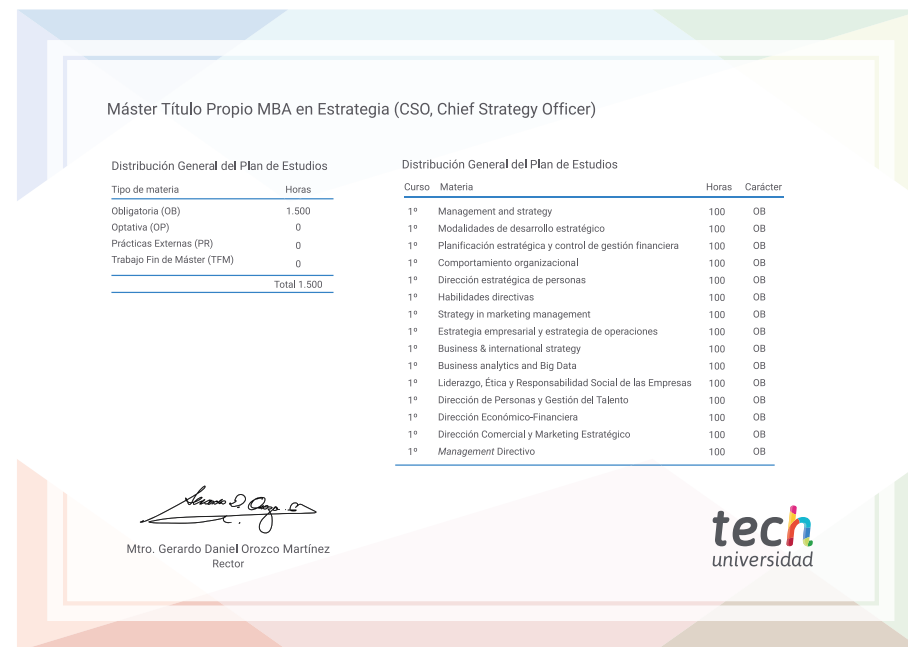 Máster Título Propio MBA en Estrategia (CSO, Chief Strategy Officer)
Distribución General del Plan de Estudios
Tipo de materia Horas
Obligatoria (OB) 1.500
Optativa (OP) 0
Prácticas Externas (PR) 0
Trabajo Fin de Máster (TFM) 0
Total 1.500
Distribución General del Plan de Estudios
Curso Materia Horas Carácter
1º Management and strategy 100 OB
1º Modalidades de desarrollo estratégico 100 OB
1º Planificación estratégica y control de gestión financiera 100 OB
1º Comportamiento organizacional 100 OB
1º Dirección estratégica de personas 100 OB
1º Habilidades directivas 100 OB
1º Strategy in marketing management 100 OB
1º Estrategia empresarial y estrategia de operaciones 100 OB
1º Business & international strategy 100 OB
1º Business analytics and Big Data 100 OB
1º Liderazgo, Ética y Responsabilidad Social de las Empresas 100 OB
1º Dirección de Personas y Gestión del Talento 100 OB
1º Dirección Económico-Financiera 100 OB
1º Dirección Comercial y Marketing Estratégico 100 OB
1º Management Directivo 100 OB
Mtro. Gerardo Daniel Orozco Martínez
Rector
tech
universidad